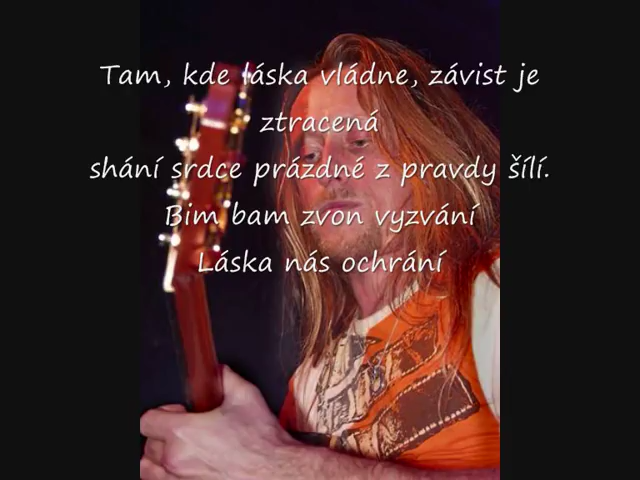 Tam, kde láska vládne, závist je
ztracená
shání srdce prázdné z pravdy šílí.
Bim bam zvon vyzvání
Láska nás ochrání